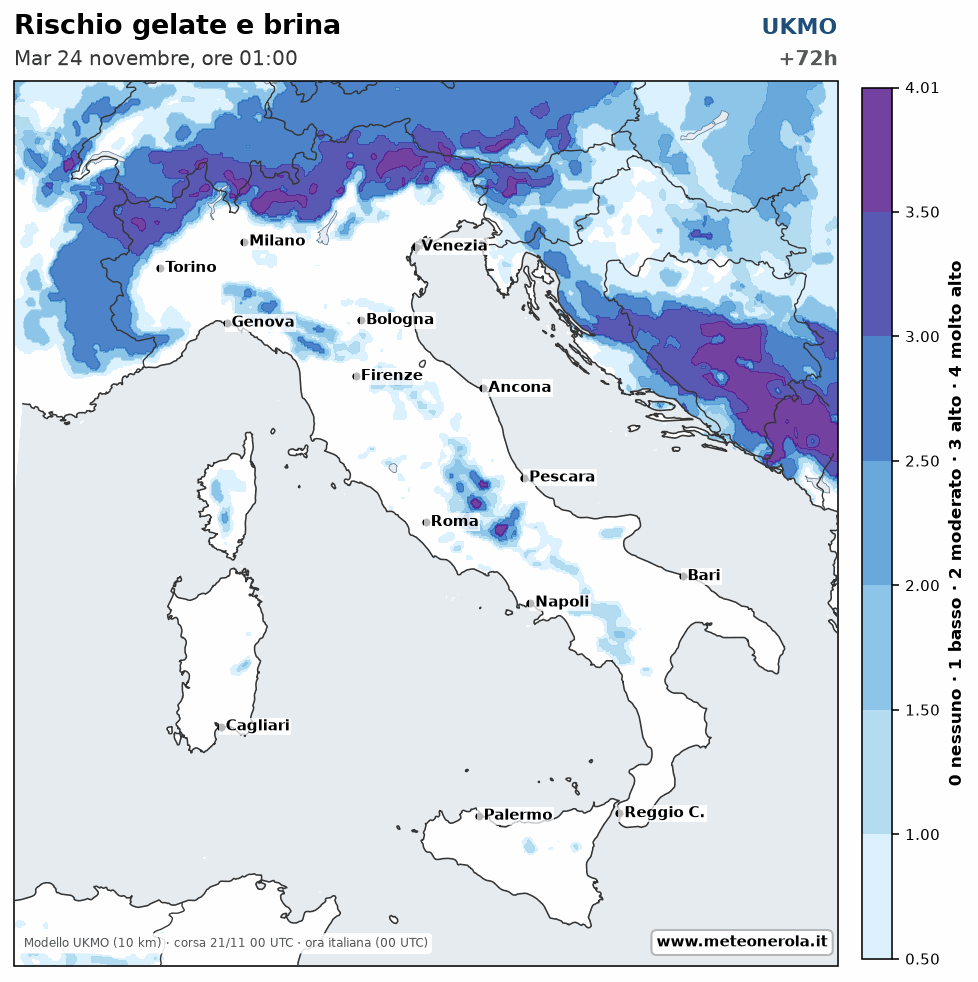 Rischio gelate e brina
UKMO
Mar 24 novembre, ore 01:00
+72h
4.01
3.50
3.00
2.50
2.00
1.50
1.00
0.50
0 nessuno · 1 basso · 2 moderato · 3 alto · 4 molto alto
Milano
Venezia
Torino
Genova
Bologna
Firenze
Ancona
Pescara
Roma
Bari
Napoli
Cagliari
Palermo
Reggio C.
Modello UKMO (10 km) · corsa 21/11 00 UTC · ora italiana (00 UTC)
www.meteonerola.it